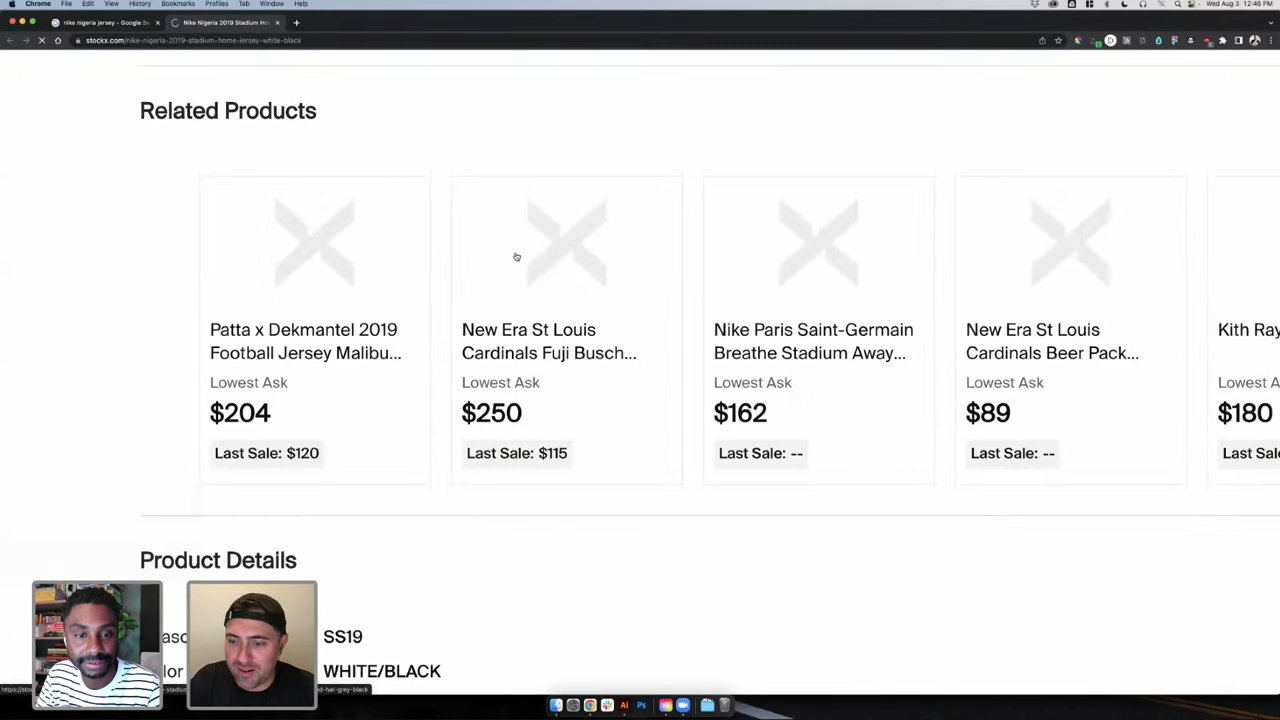 Chrome File Edit View History Bookmarks Profiles Tab Window Help
Wed Aug 3 12:46 PM
nike nigeria jersey - Google Se
Nike Nigeria 2019 Stadium Ho
stockx.com/nike-nigeria-2019-stadium-home-jersey-white-black
Related Products
Patta x Dekmantel 2019
Football Jersey Malibu...
Lowest Ask
$204
Last Sale: $120
New Era St Louis
Cardinals Fuji Busch...
Lowest Ask
$250
Last Sale: $115
Nike Paris Saint-Germain
Breathe Stadium Away...
Lowest Ask
$162
Last Sale: --
New Era St Louis
Cardinals Beer Pack...
Lowest Ask
$89
Last Sale: --
Kith Ray
Lowest A
$180
Last Sal
Product Details
SS19
WHITE/BLACK